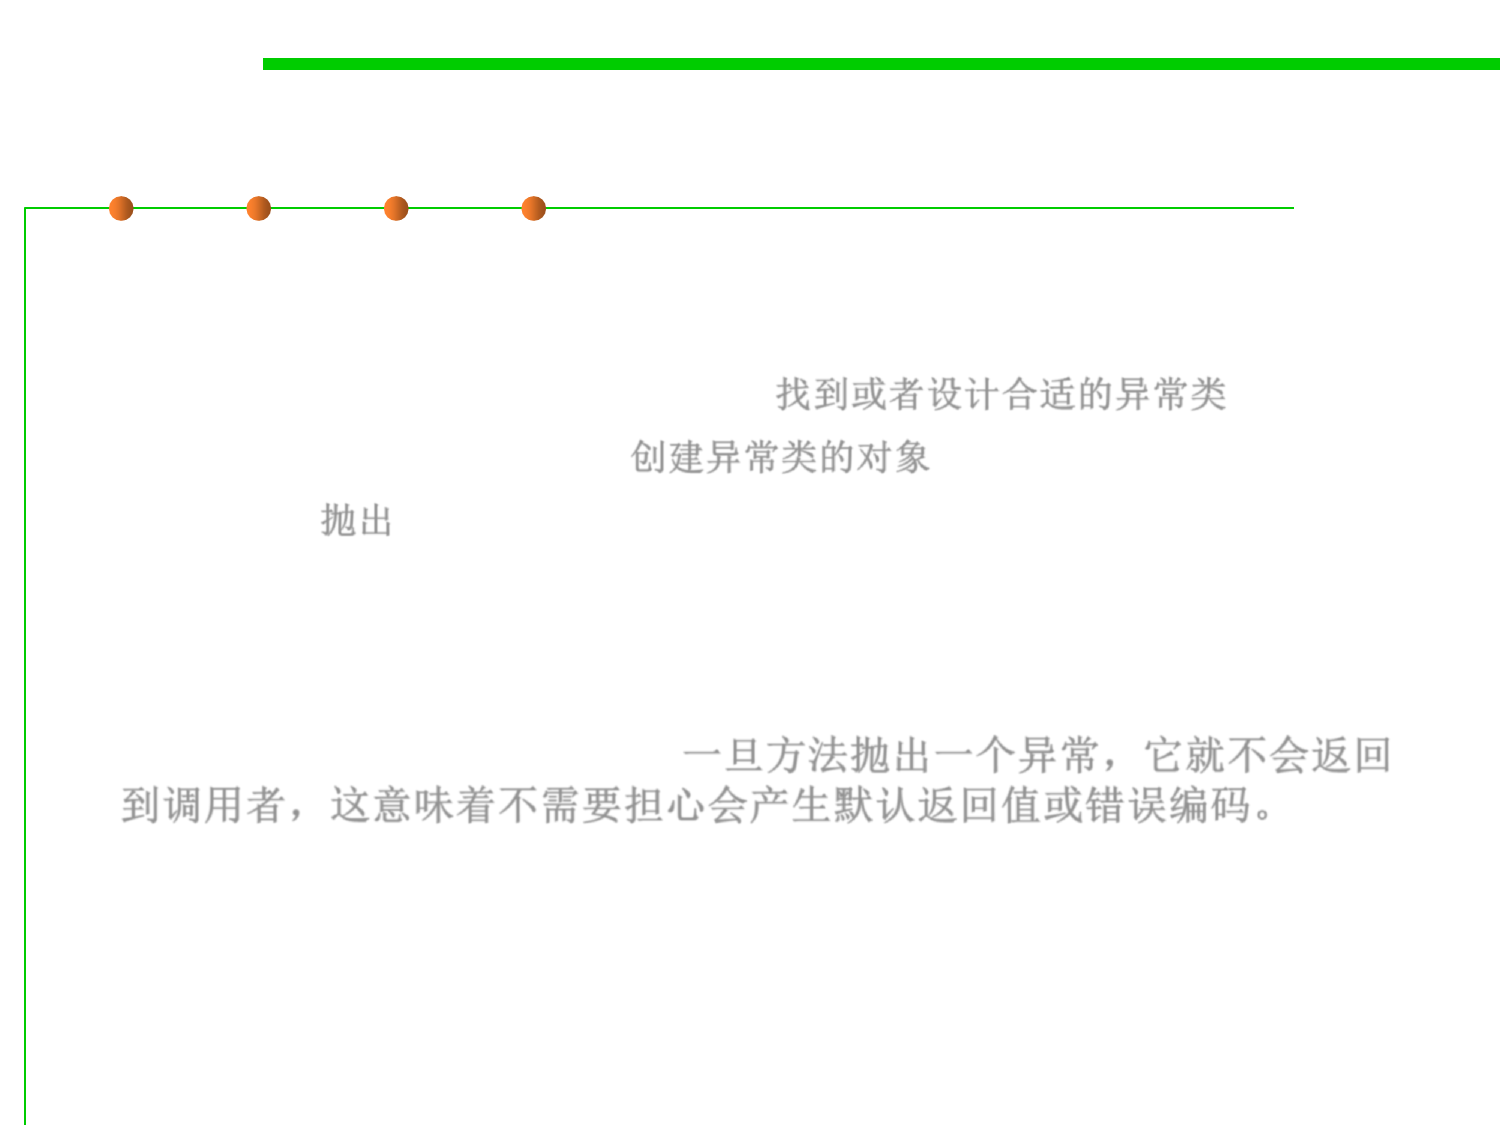 找到或者设计合适的异常类
创建异常类的对象
抛出
一旦方法抛出一个异常，它就不会返回
到调用者，这意味着不需要担心会产生默认返回值或错误编码。